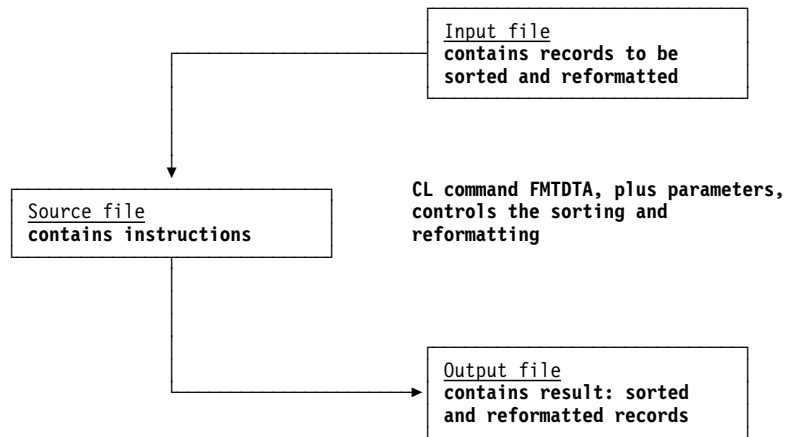 Input file
contains records to be
sorted and reformatted
CL command FMTDTA, plus parameters,
controls the sorting and
reformatting
Source file
contains instructions
Output file
contains result: sorted
and reformatted records